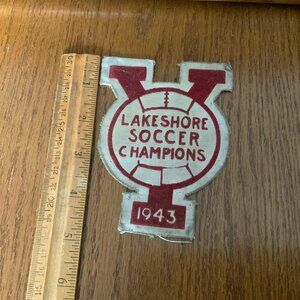 LAKESHORE
SOCCER
CHAMPIONS
1943